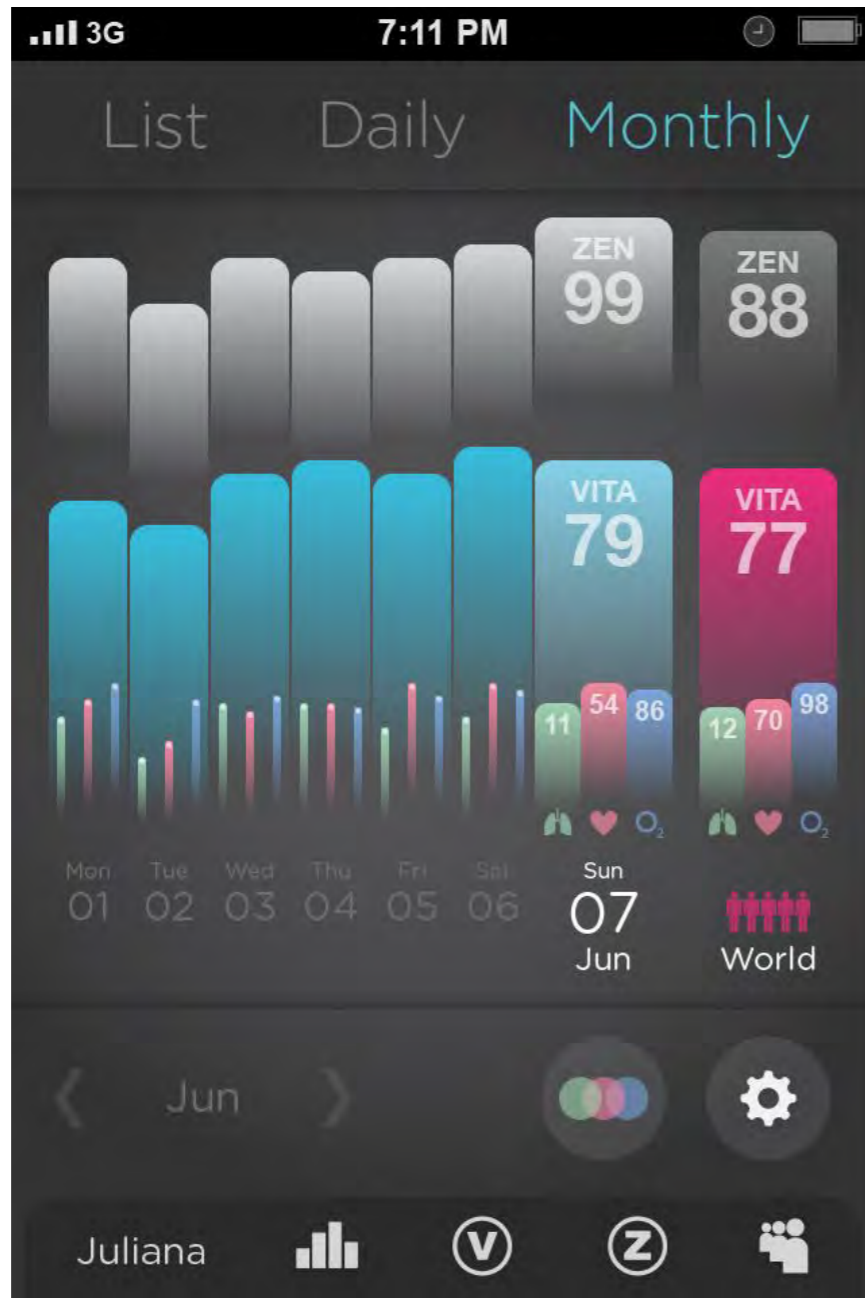 3G 7:11 PM
List Daily Monthly
ZEN ZEN
99 88
VITA VITA
79 77
11 54 86 12 70 98
O2 O2
Mon Tue Wed Thu Fri Sat Sun
01 02 03 04 05 06 07
Jun World
Jun
Juliana V Z